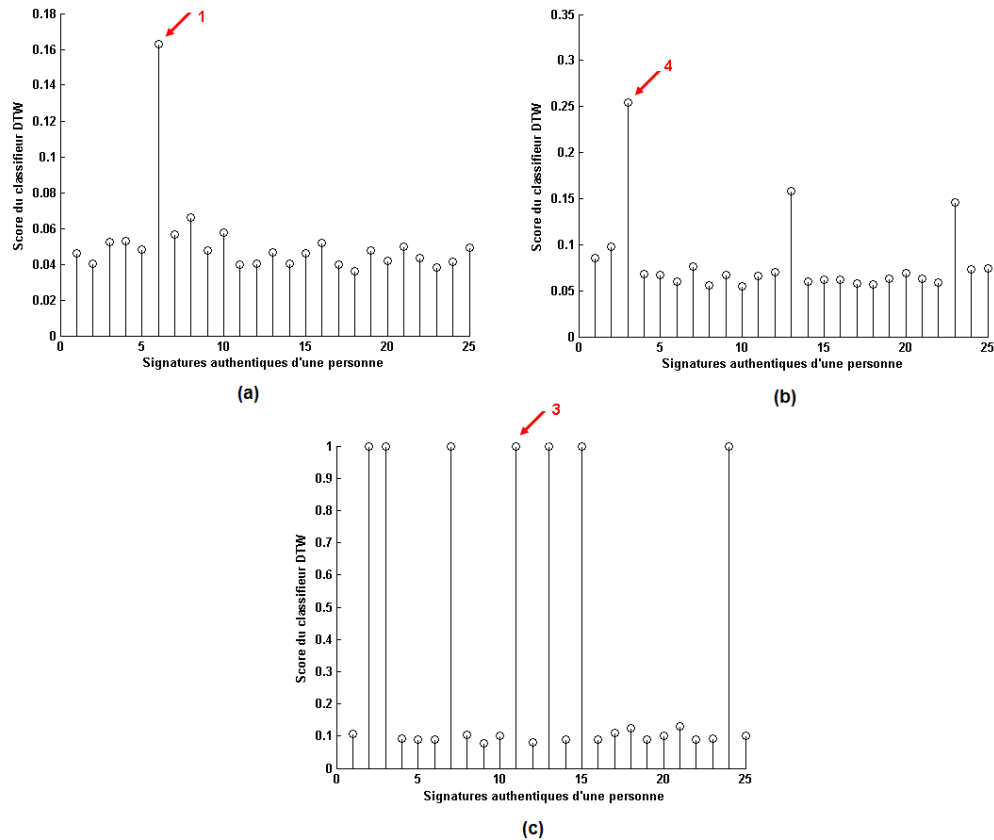 1
0.18
0.16
0.14
0.12
0.1
0.08
0.06
0.04
0.02
0
Score du classifieur DTW
0 5 10 15 20 25
Signatures authentiques d'une personne
(a)
4
0.35
0.3
0.25
0.2
0.15
0.1
0.05
0
Score du classifieur DTW
0 5 10 15 20 25
Signatures authentiques d'une personne
(b)
3
1
0.9
0.8
0.7
0.6
0.5
0.4
0.3
0.2
0.1
0
Score du classifieur DTW
0 5 10 15 20 25
Signatures authentiques d'une personne
(c)